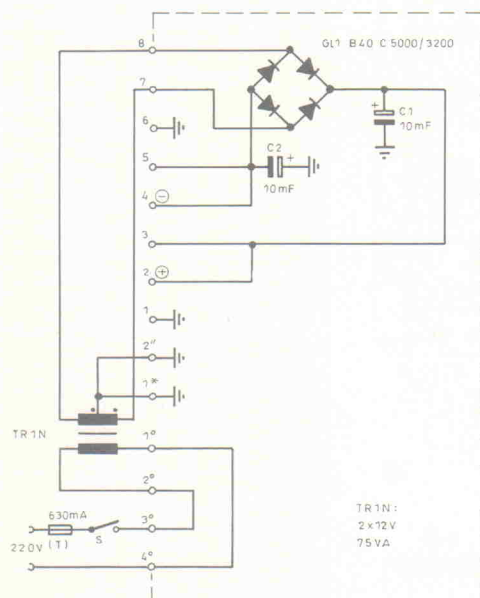 8
GL1 B40 C5000/3200
7
+
C1
10mF
6
5
C2
+
10mF
4 ⊖
3
2 ⊕
1
2"
1*
TR1N
1°
2°
630mA
3°
S
(T)
220V
4°
TR1N:
2x12V
75VA